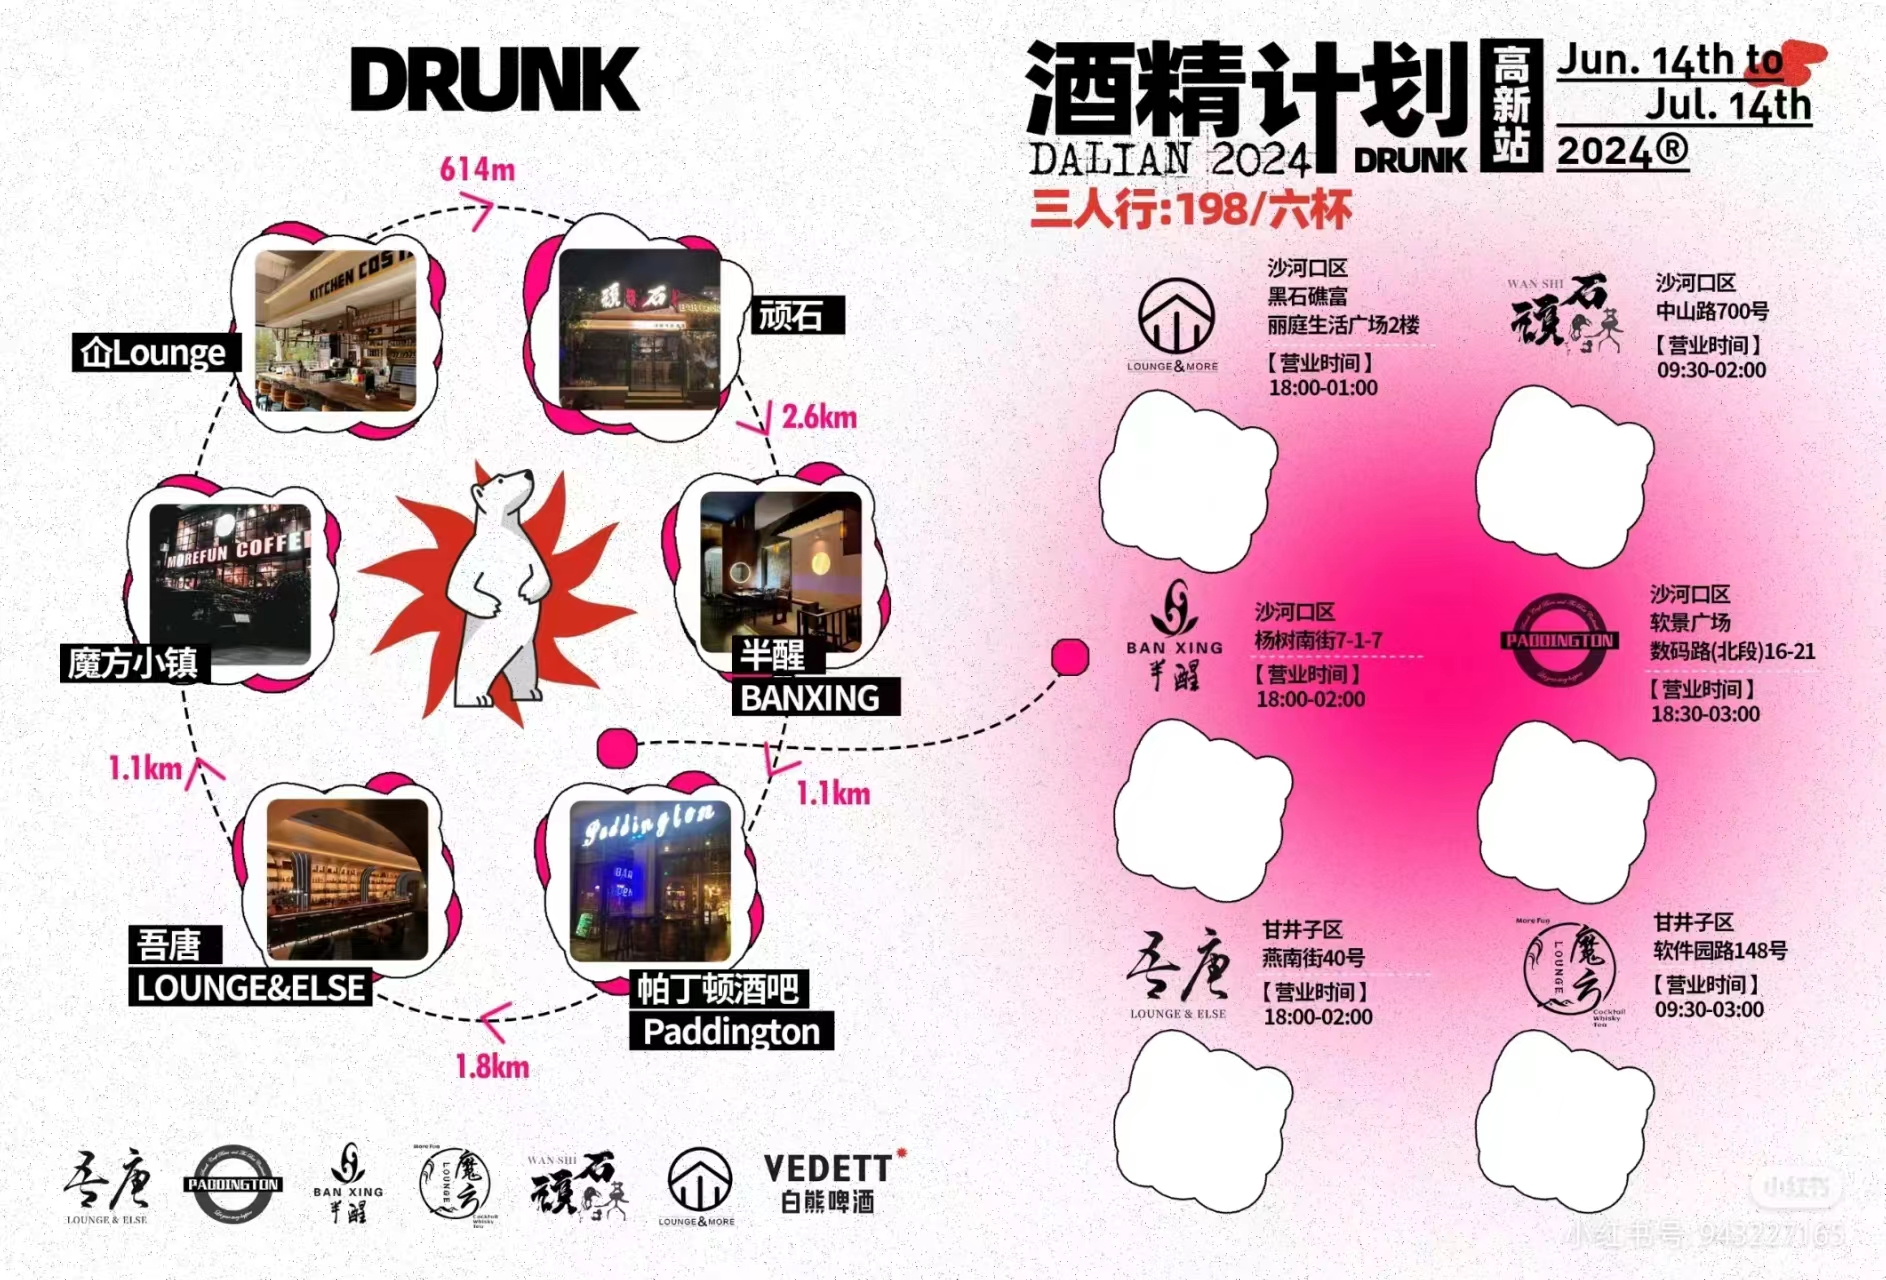 DRUNK
614m
KITCHEN COST
仚Lounge
顽石
2.6km
MOREFUN COFFEE
魔方小镇
半醒
BANXING
1.1km
1.1km
Paddington
BAR
吾唐
LOUNGE&ELSE
帕丁顿酒吧
Paddington
1.8km
吾唐
LOUNGE & ELSE
PADDINGTON
BAN XING
半醒
More Fun
魔方
LOUNGE
Cocktail
Whisky
Tea
WAN SHI
頑石
LOUNGE&MORE
VEDETT
白熊啤酒
酒精计划
高新站
Jun. 14th to
Jul. 14th
2024®
DALIAN 2024
DRUNK
三人行:198/六杯
LOUNGE&MORE
沙河口区
黑石礁富
丽庭生活广场2楼
【营业时间】
18:00-01:00
WAN SHI
頑石
沙河口区
中山路700号
【营业时间】
09:30-02:00
BAN XING
半醒
沙河口区
杨树南街7-1-7
【营业时间】
18:00-02:00
PADDINGTON
沙河口区
软景广场
数码路(北段)16-21
【营业时间】
18:30-03:00
吾唐
LOUNGE & ELSE
甘井子区
燕南街40号
【营业时间】
18:00-02:00
More Fun
魔方
LOUNGE
Cocktail
Whisky
Tea
甘井子区
软件园路148号
【营业时间】
09:30-03:00
小红书
小红书号 943227165